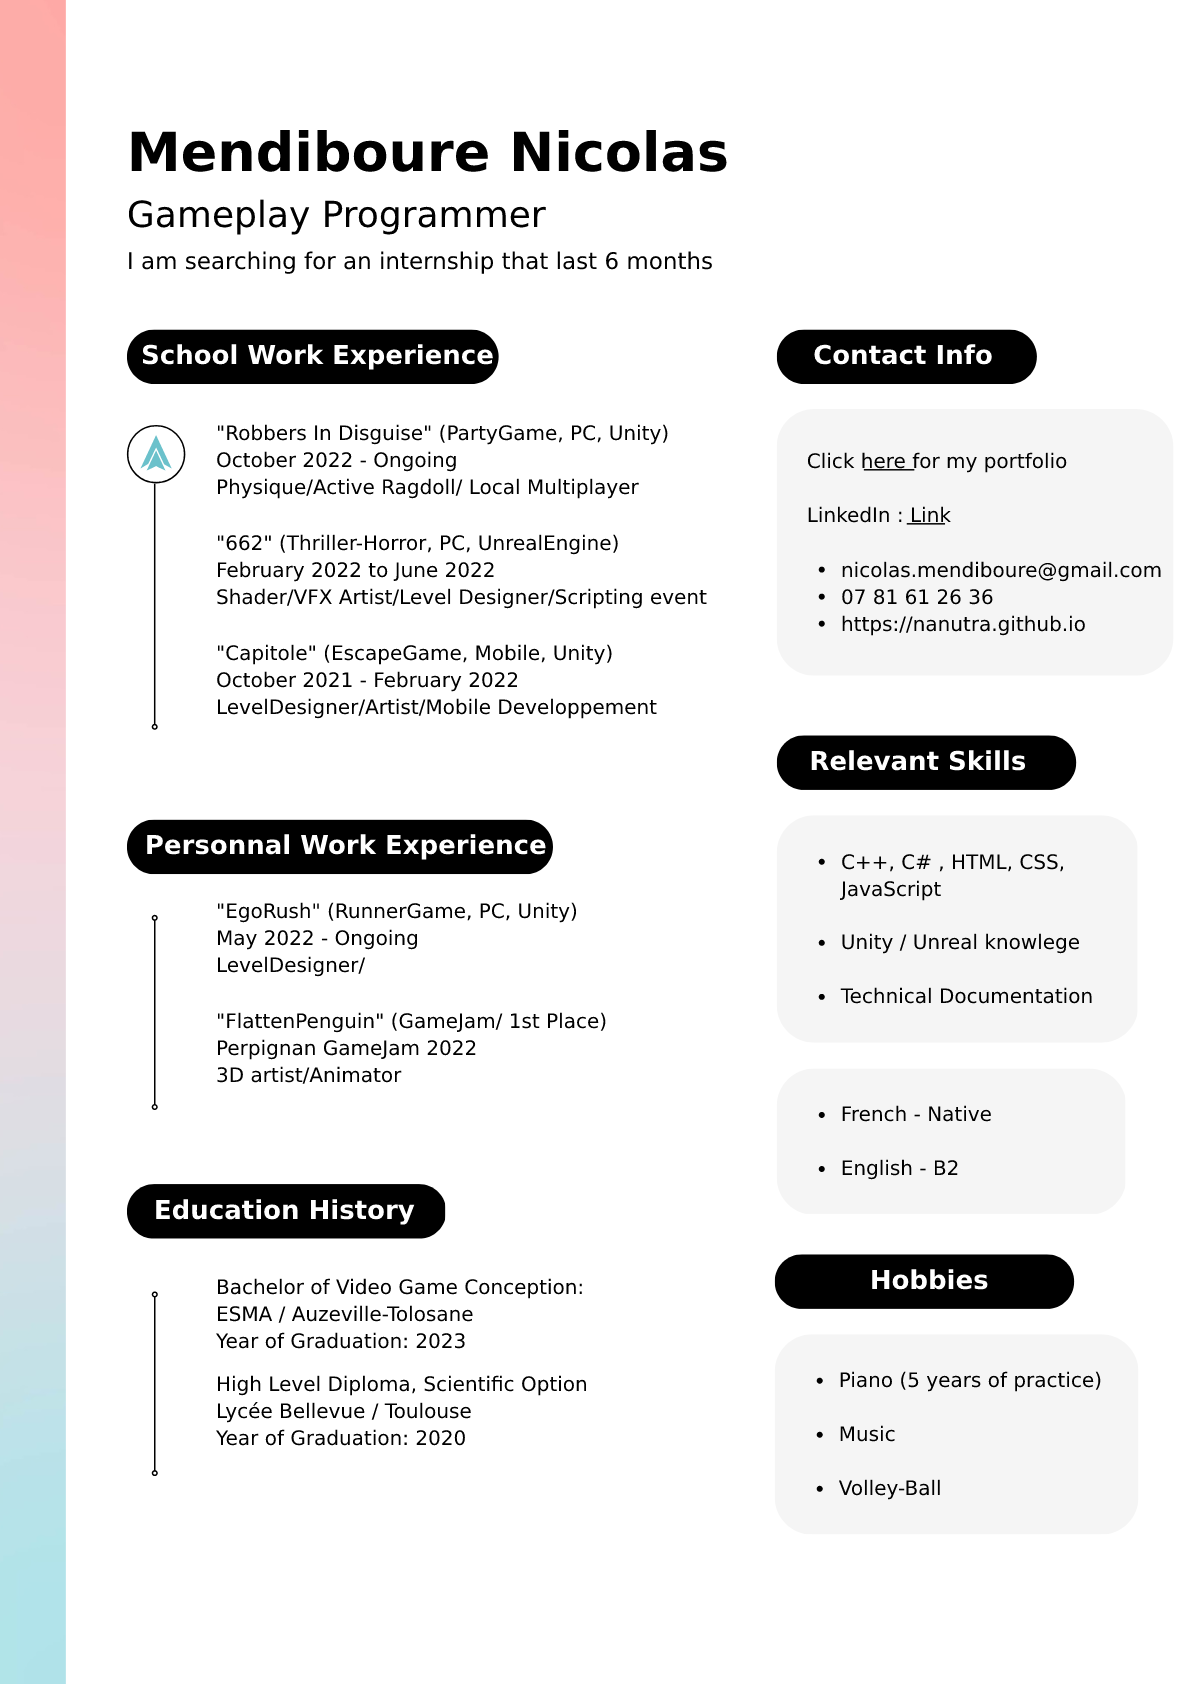 Mendiboure Nicolas
Gameplay Programmer
I am searching for an internship that last 6 months
School Work Experience
"Robbers In Disguise" (PartyGame, PC, Unity)
October 2022 - Ongoing
Physique/Active Ragdoll/ Local Multiplayer
"662" (Thriller-Horror, PC, UnrealEngine)
February 2022 to June 2022
Shader/VFX Artist/Level Designer/Scripting event
"Capitole" (EscapeGame, Mobile, Unity)
October 2021 - February 2022
LevelDesigner/Artist/Mobile Developpement
Personnal Work Experience
"EgoRush" (RunnerGame, PC, Unity)
May 2022 - Ongoing
LevelDesigner/
"FlattenPenguin" (GameJam/ 1st Place)
Perpignan GameJam 2022
3D artist/Animator
Education History
Bachelor of Video Game Conception:
ESMA / Auzeville-Tolosane
Year of Graduation: 2023
High Level Diploma, Scientific Option
Lycée Bellevue / Toulouse
Year of Graduation: 2020
Contact Info
Click here for my portfolio
LinkedIn : Link
• nicolas.mendiboure@gmail.com
• 07 81 61 26 36
• https://nanutra.github.io
Relevant Skills
• C++, C# , HTML, CSS,
JavaScript
• Unity / Unreal knowlege
• Technical Documentation
• French - Native
• English - B2
Hobbies
• Piano (5 years of practice)
• Music
• Volley-Ball